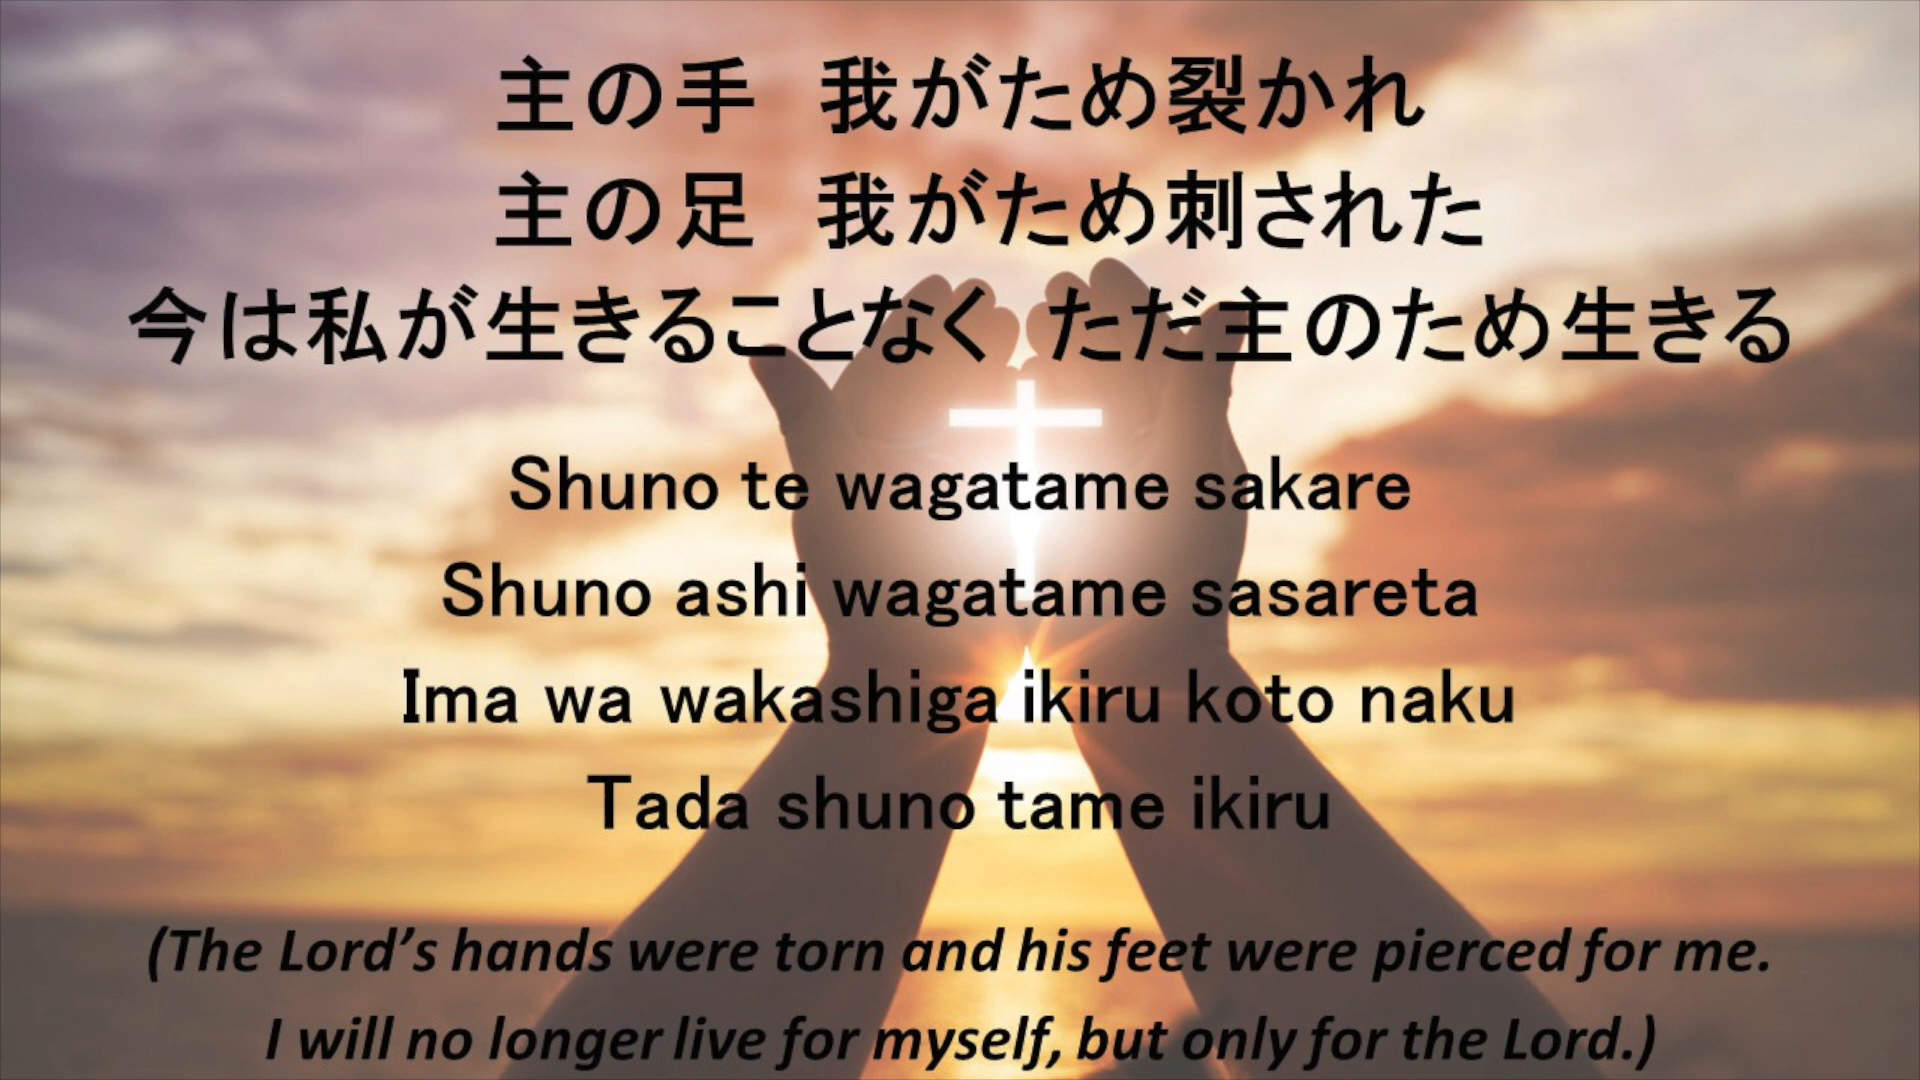 主の手　我がため裂かれ
主の足　我がため刺された
今は私が生きることなく　ただ主のため生きる
Shuno te wagatame sakare
Shuno ashi wagatame sasareta
Ima wa wakashiga ikiru koto naku
Tada shuno tame ikiru
(The Lord’s hands were torn and his feet were pierced for me.
I will no longer live for myself, but only for the Lord.)